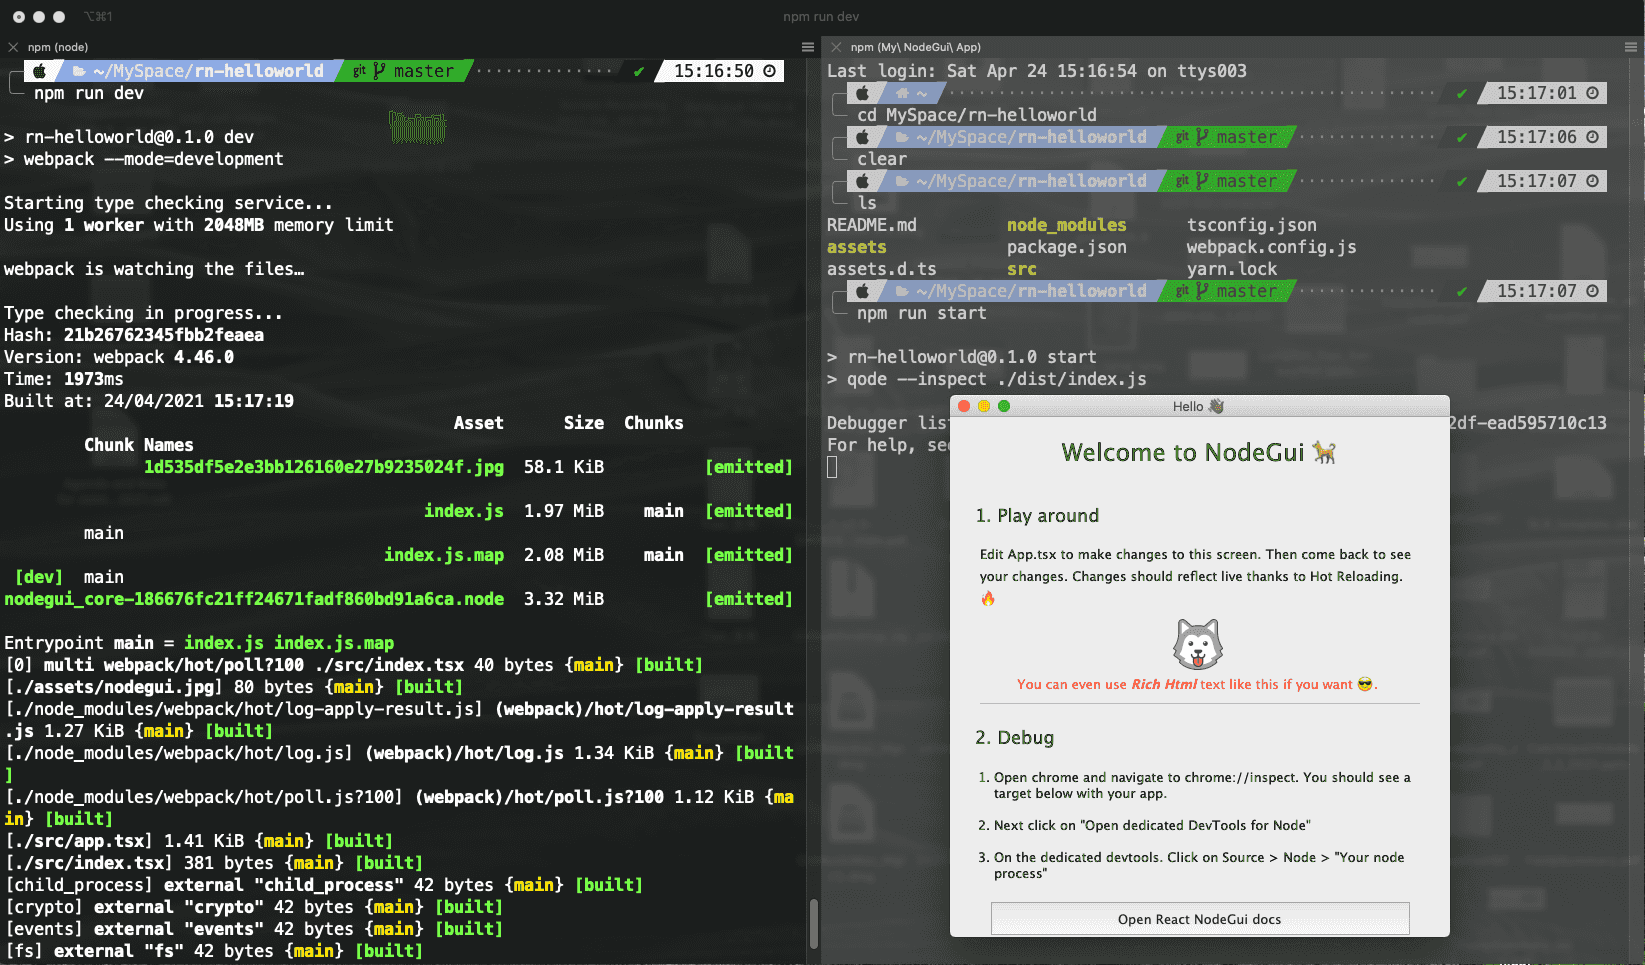 ⌥⌘1
npm run dev
npm (node)
~/MySpace/rn-helloworld git master ✔ 15:16:50
npm run dev
> rn-helloworld@0.1.0 dev
> webpack --mode=development
Starting type checking service...
Using 1 worker with 2048MB memory limit
webpack is watching the files…
Type checking in progress...
Hash: 21b26762345fbb2feaea
Version: webpack 4.46.0
Time: 1973ms
Built at: 24/04/2021 15:17:19
Asset Size Chunks
Chunk Names
1d535df5e2e3bb126160e27b9235024f.jpg 58.1 KiB [emitted]
index.js 1.97 MiB main [emitted]
main
index.js.map 2.08 MiB main [emitted]
[dev] main
nodegui_core-186676fc21ff24671fadf860bd91a6ca.node 3.32 MiB [emitted]
Entrypoint main = index.js index.js.map
[0] multi webpack/hot/poll?100 ./src/index.tsx 40 bytes {main} [built]
[./assets/nodegui.jpg] 80 bytes {main} [built]
[./node_modules/webpack/hot/log-apply-result.js] (webpack)/hot/log-apply-result
.js 1.27 KiB {main} [built]
[./node_modules/webpack/hot/log.js] (webpack)/hot/log.js 1.34 KiB {main} [built
]
[./node_modules/webpack/hot/poll.js?100] (webpack)/hot/poll.js?100 1.12 KiB {ma
in} [built]
[./src/app.tsx] 1.41 KiB {main} [built]
[./src/index.tsx] 381 bytes {main} [built]
[child_process] external "child_process" 42 bytes {main} [built]
[crypto] external "crypto" 42 bytes {main} [built]
[events] external "events" 42 bytes {main} [built]
[fs] external "fs" 42 bytes {main} [built]
npm (My\ NodeGui\ App)
Last login: Sat Apr 24 15:16:54 on ttys003
~ ✔ 15:17:01
cd MySpace/rn-helloworld
~/MySpace/rn-helloworld git master ✔ 15:17:06
clear
~/MySpace/rn-helloworld git master ✔ 15:17:07
ls
README.md node_modules tsconfig.json
assets package.json webpack.config.js
assets.d.ts src yarn.lock
~/MySpace/rn-helloworld git master ✔ 15:17:07
npm run start
> rn-helloworld@0.1.0 start
> qode --inspect ./dist/index.js
Debugger lis 2df-ead595710c13
For help, see
Hello 👋
Welcome to NodeGui 🐕
1. Play around
Edit App.tsx to make changes to this screen. Then come back to see
your changes. Changes should reflect live thanks to Hot Reloading.
🔥
You can even use Rich Html text like this if you want 😎.
2. Debug
1. Open chrome and navigate to chrome://inspect. You should see a
target below with your app.
2. Next click on "Open dedicated DevTools for Node"
3. On the dedicated devtools. Click on Source > Node > "Your node
process"
Open React NodeGui docs